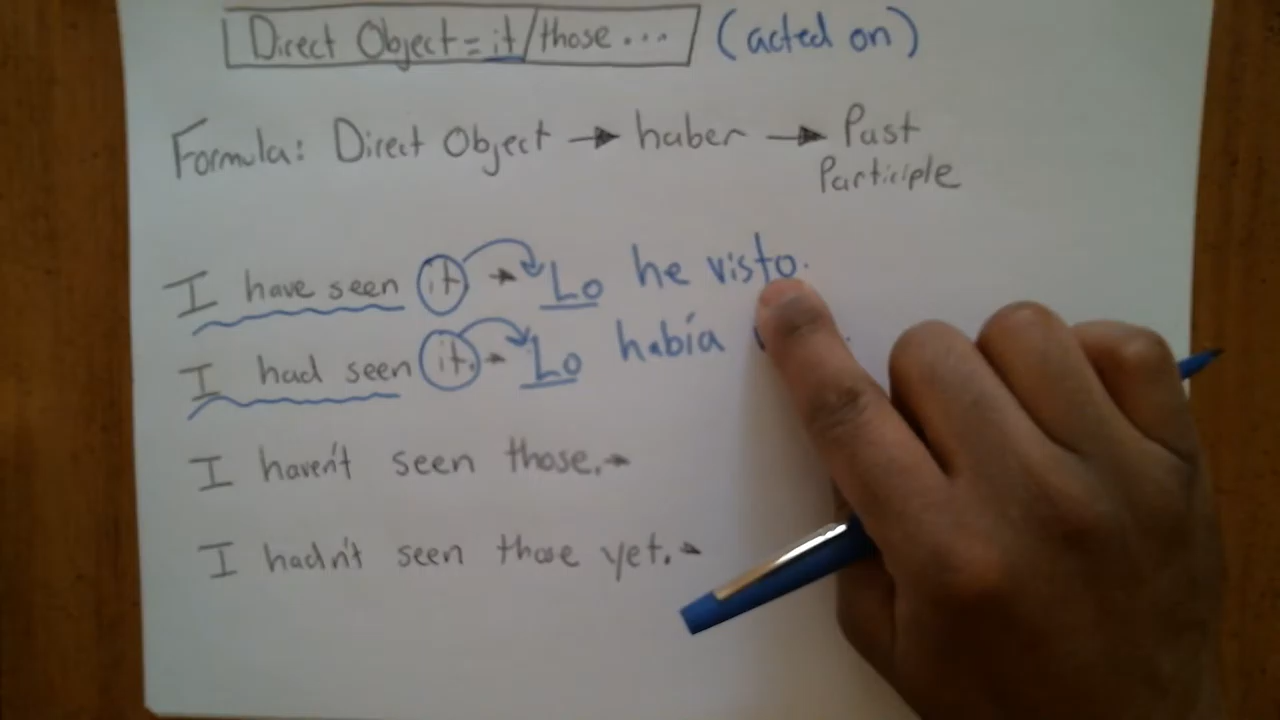 Direct Object = it/those... (acted on)
Formula: Direct Object → haber → Past
Participle
I have seen it → Lo he visto.
I had seen it. → Lo había
I haven't seen those. →
I hadn't seen those yet. →